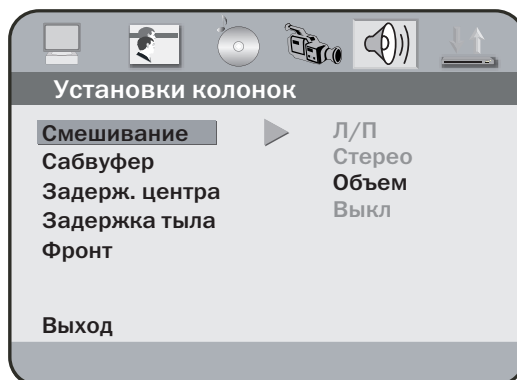 Установки колонок
Смешивание
Сабвуфер
Задерж. центра
Задержка тыла
Фронт
Выход
Л/П
Стерео
Объем
Выкл